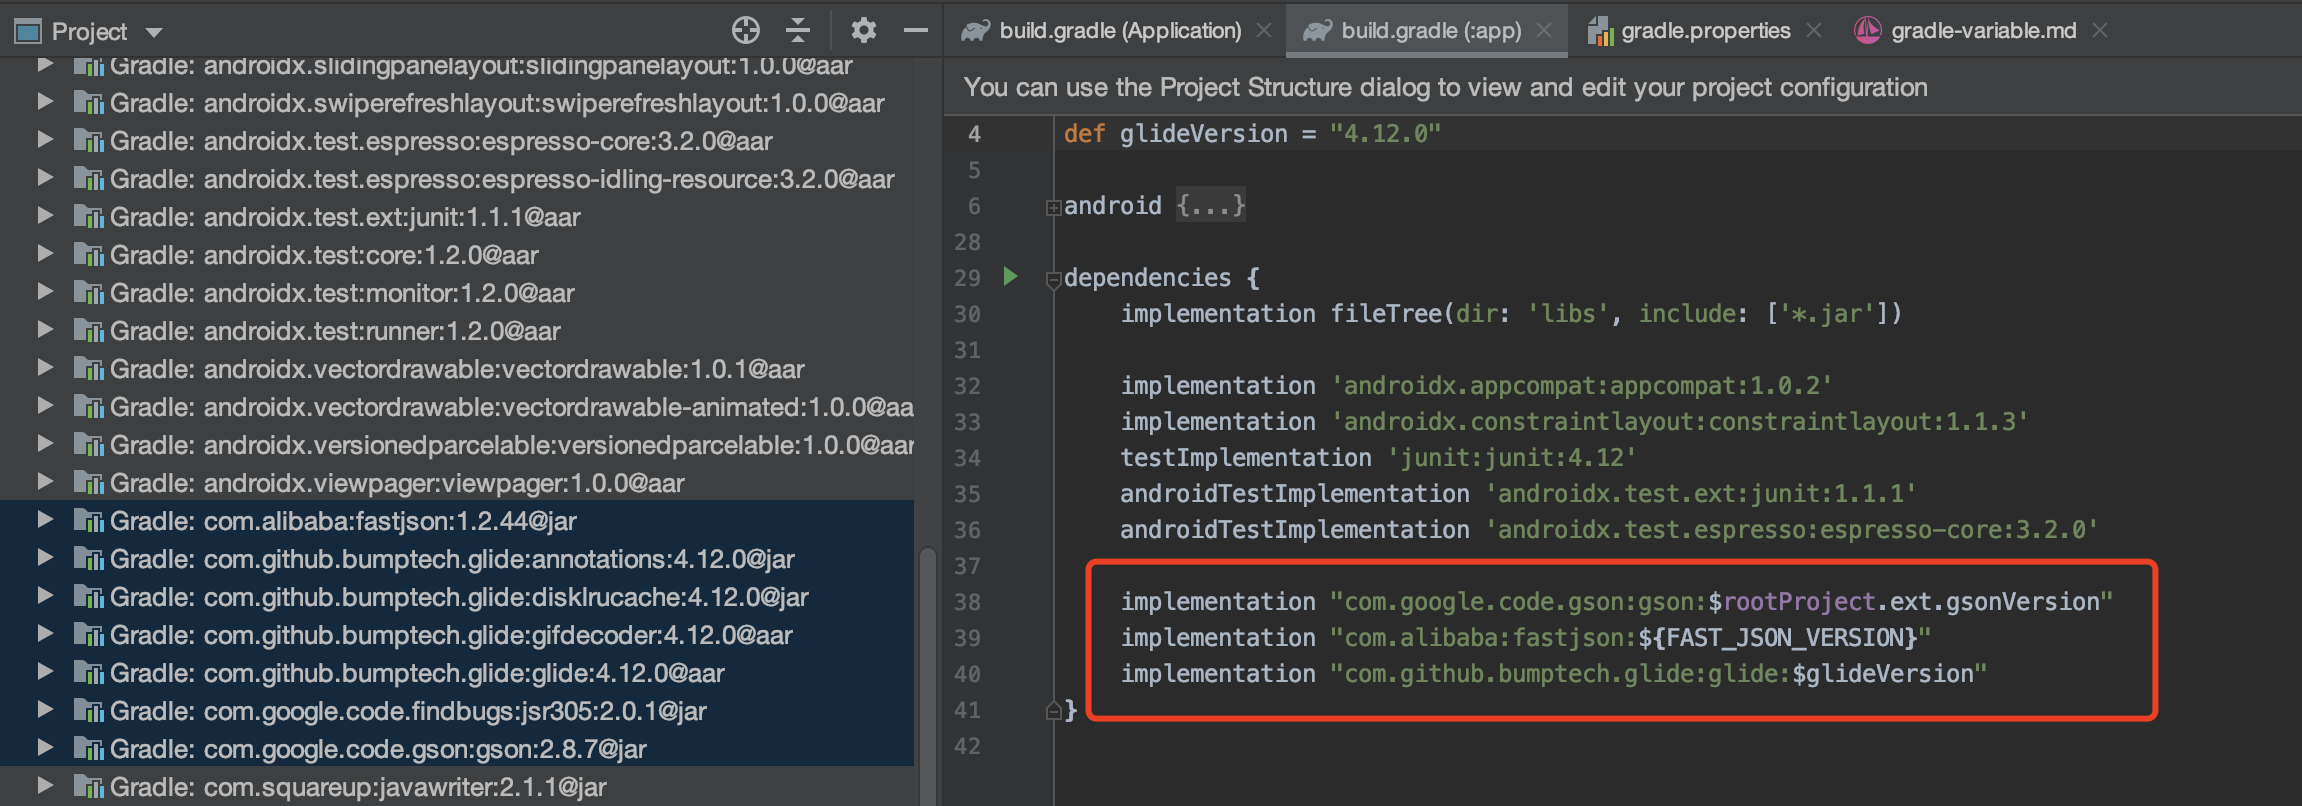 Project
build.gradle (Application)
build.gradle (:app)
gradle.properties
gradle-variable.md
Gradle: androidx.slidingpanelayout:slidingpanelayout:1.0.0@aar
Gradle: androidx.swiperefreshlayout:swiperefreshlayout:1.0.0@aar
Gradle: androidx.test.espresso:espresso-core:3.2.0@aar
Gradle: androidx.test.espresso:espresso-idling-resource:3.2.0@aar
Gradle: androidx.test.ext:junit:1.1.1@aar
Gradle: androidx.test:core:1.2.0@aar
Gradle: androidx.test:monitor:1.2.0@aar
Gradle: androidx.test:runner:1.2.0@aar
Gradle: androidx.vectordrawable:vectordrawable:1.0.1@aar
Gradle: androidx.vectordrawable:vectordrawable-animated:1.0.0@aa
Gradle: androidx.versionedparcelable:versionedparcelable:1.0.0@aar
Gradle: androidx.viewpager:viewpager:1.0.0@aar
Gradle: com.alibaba:fastjson:1.2.44@jar
Gradle: com.github.bumptech.glide:annotations:4.12.0@jar
Gradle: com.github.bumptech.glide:disklrucache:4.12.0@jar
Gradle: com.github.bumptech.glide:gifdecoder:4.12.0@aar
Gradle: com.github.bumptech.glide:glide:4.12.0@aar
Gradle: com.google.code.findbugs:jsr305:2.0.1@jar
Gradle: com.google.code.gson:gson:2.8.7@jar
Gradle: com.squareup:javawriter:2.1.1@jar
You can use the Project Structure dialog to view and edit your project configuration
4 def glideVersion = "4.12.0"
5
6 android {...}
28
29 dependencies {
30 implementation fileTree(dir: 'libs', include: ['*.jar'])
31
32 implementation 'androidx.appcompat:appcompat:1.0.2'
33 implementation 'androidx.constraintlayout:constraintlayout:1.1.3'
34 testImplementation 'junit:junit:4.12'
35 androidTestImplementation 'androidx.test.ext:junit:1.1.1'
36 androidTestImplementation 'androidx.test.espresso:espresso-core:3.2.0'
37
38 implementation "com.google.code.gson:gson:$rootProject.ext.gsonVersion"
39 implementation "com.alibaba:fastjson:${FAST_JSON_VERSION}"
40 implementation "com.github.bumptech.glide:glide:$glideVersion"
41 }
42